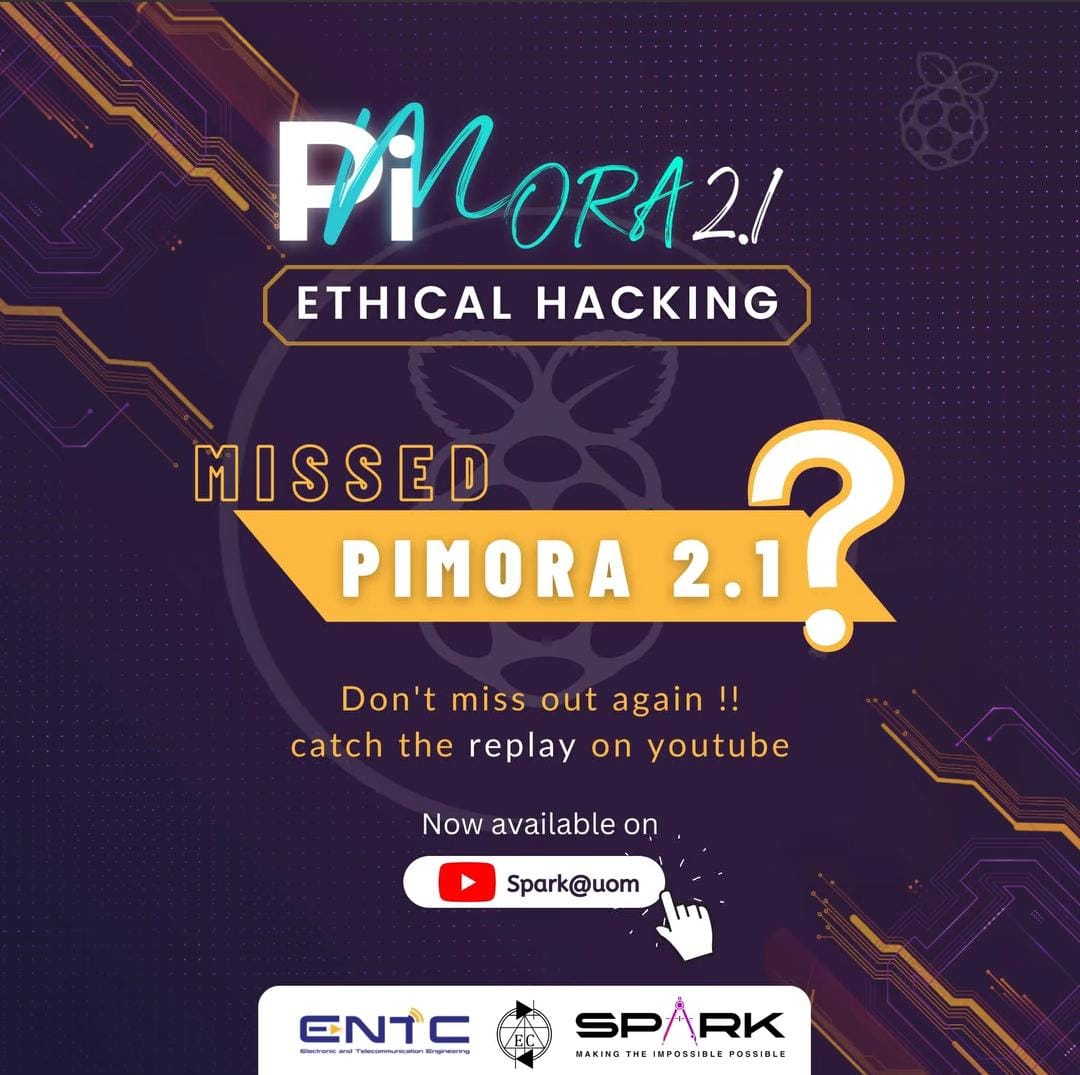 PiMORA 2.1
ETHICAL HACKING
MISSED
PIMORA 2.1?
Don't miss out again !!
catch the replay on youtube
Now available on
Spark@uom
ENTC
Electronic and Telecommunication Engineering
EC
SPARK
MAKING THE IMPOSSIBLE POSSIBLE